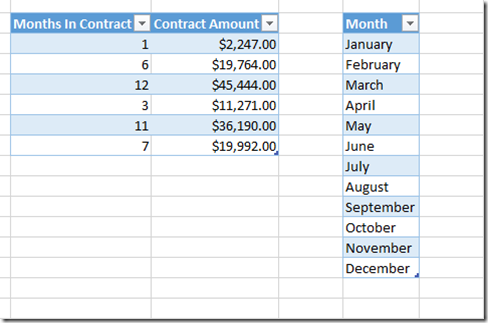 Months In Contract Contract Amount Month
1 $2,247.00 January
6 $19,764.00 February
12 $45,444.00 March
3 $11,271.00 April
11 $36,190.00 May
7 $19,992.00 June
July
August
September
October
November
December